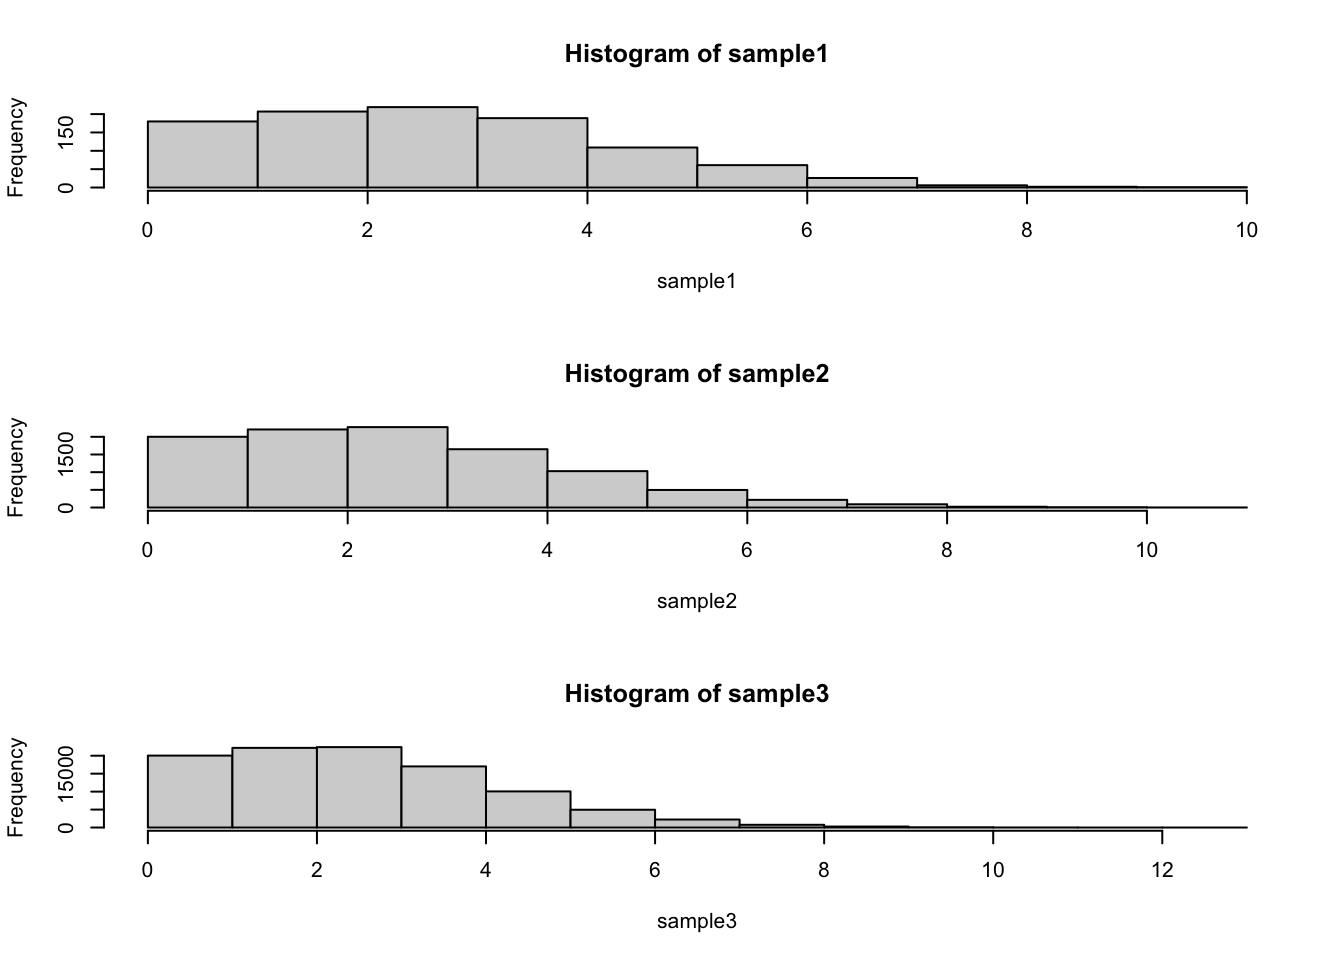 Histogram of sample1
Frequency
0 150
0 2 4 6 8 10
sample1
Histogram of sample2
Frequency
0 1500
0 2 4 6 8 10
sample2
Histogram of sample3
Frequency
0 15000
0 2 4 6 8 10 12
sample3